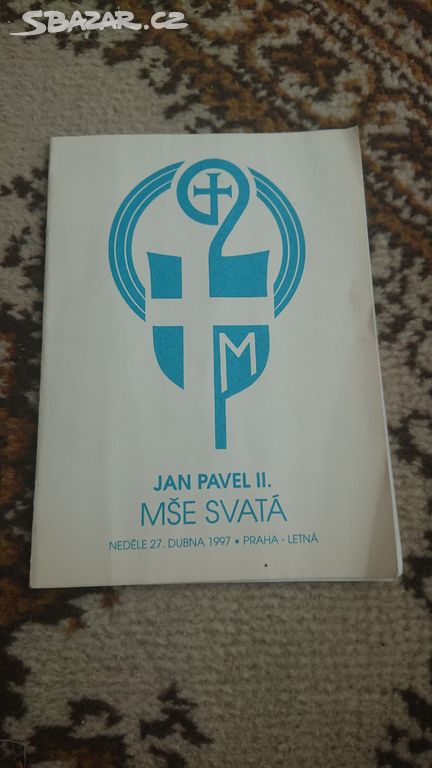 SBAZAR.CZ
M
JAN PAVEL II.
MŠE SVATÁ
NEDĚLE 27. DUBNA 1997 • PRAHA - LETNÁ